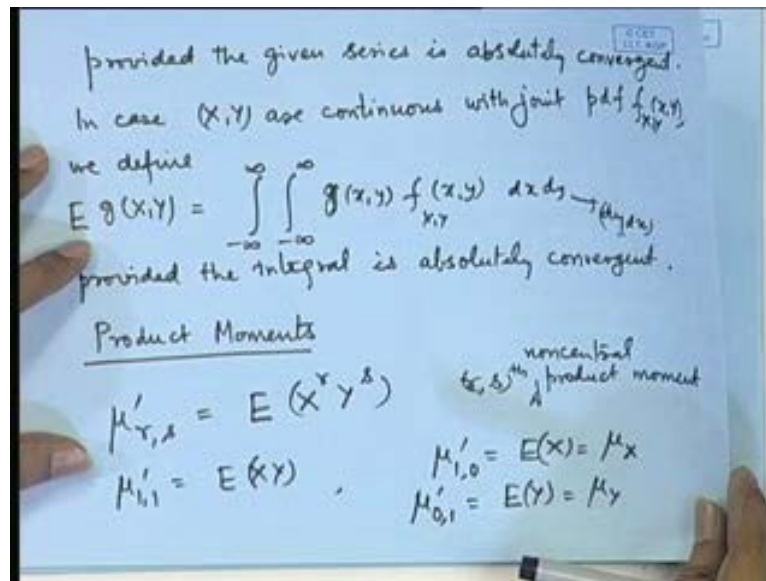 provided the given series is absolutely convergent.
In case (X,Y) are continuous with joint pdf f_{X,Y}(x,y),
we define
E g(X,Y) = ∫_{-∞}^{∞} ∫_{-∞}^{∞} g(x,y) f_{X,Y}(x,y) dx dy → (dy dx)
provided the integral is absolutely convergent.
Product Moments
μ'_{r,s} = E(X^r Y^s) (r,s)^{th} noncentral product moment
μ'_{1,1} = E(XY), μ'_{1,0} = E(X) = μ_X
μ'_{0,1} = E(Y) = μ_Y